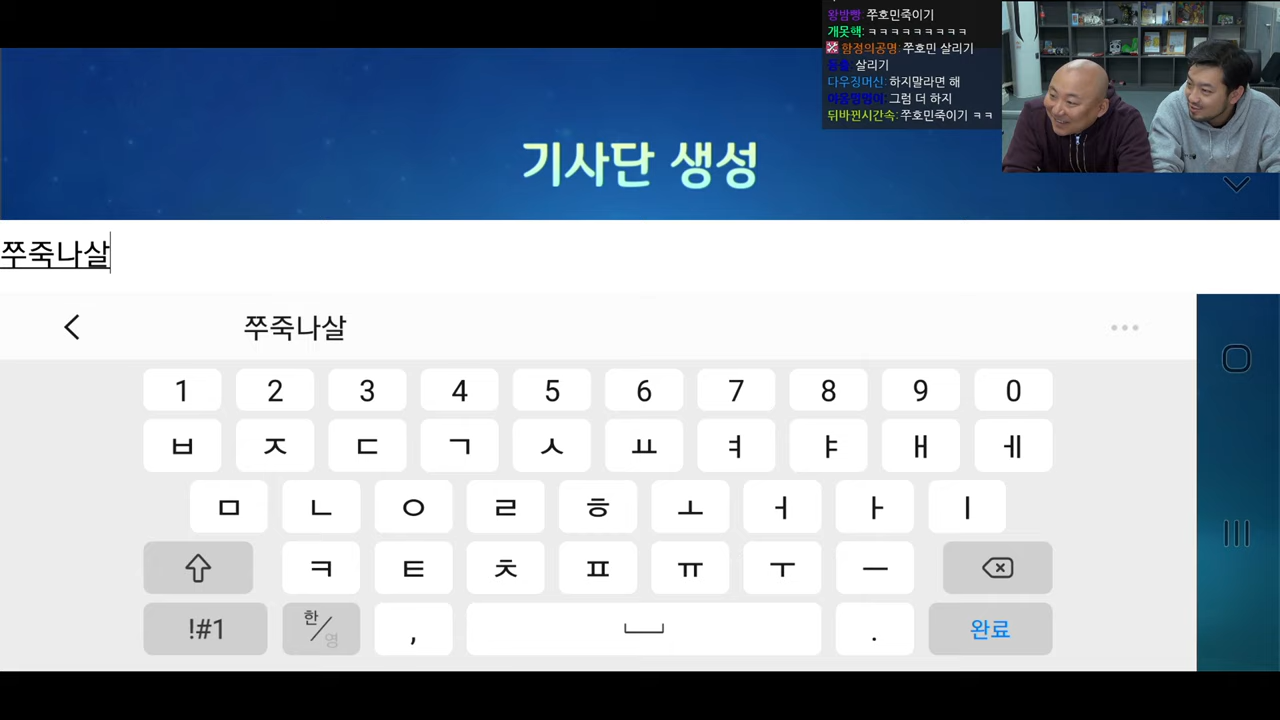 왕밤빵: 쭈호민죽이기
개못핵: ㅋㅋㅋㅋㅋㅋㅋㅋㅋ
함정의공명: 쭈호민 살리기
살리기
다우징머신: 하지말라면 해
그럼 더 하지
뒤바뀐시간속: 쭈호민죽이기 ㅋㅋ
기사단 생성
쭈죽나살
쭈죽나살
1 2 3 4 5 6 7 8 9 0
ㅂ ㅈ ㄷ ㄱ ㅅ ㅛ ㅕ ㅑ ㅐ ㅔ
ㅁ ㄴ ㅇ ㄹ ㅎ ㅗ ㅓ ㅏ ㅣ
ㅋ ㅌ ㅊ ㅍ ㅠ ㅜ ㅡ
!#1 한/영 , . 완료